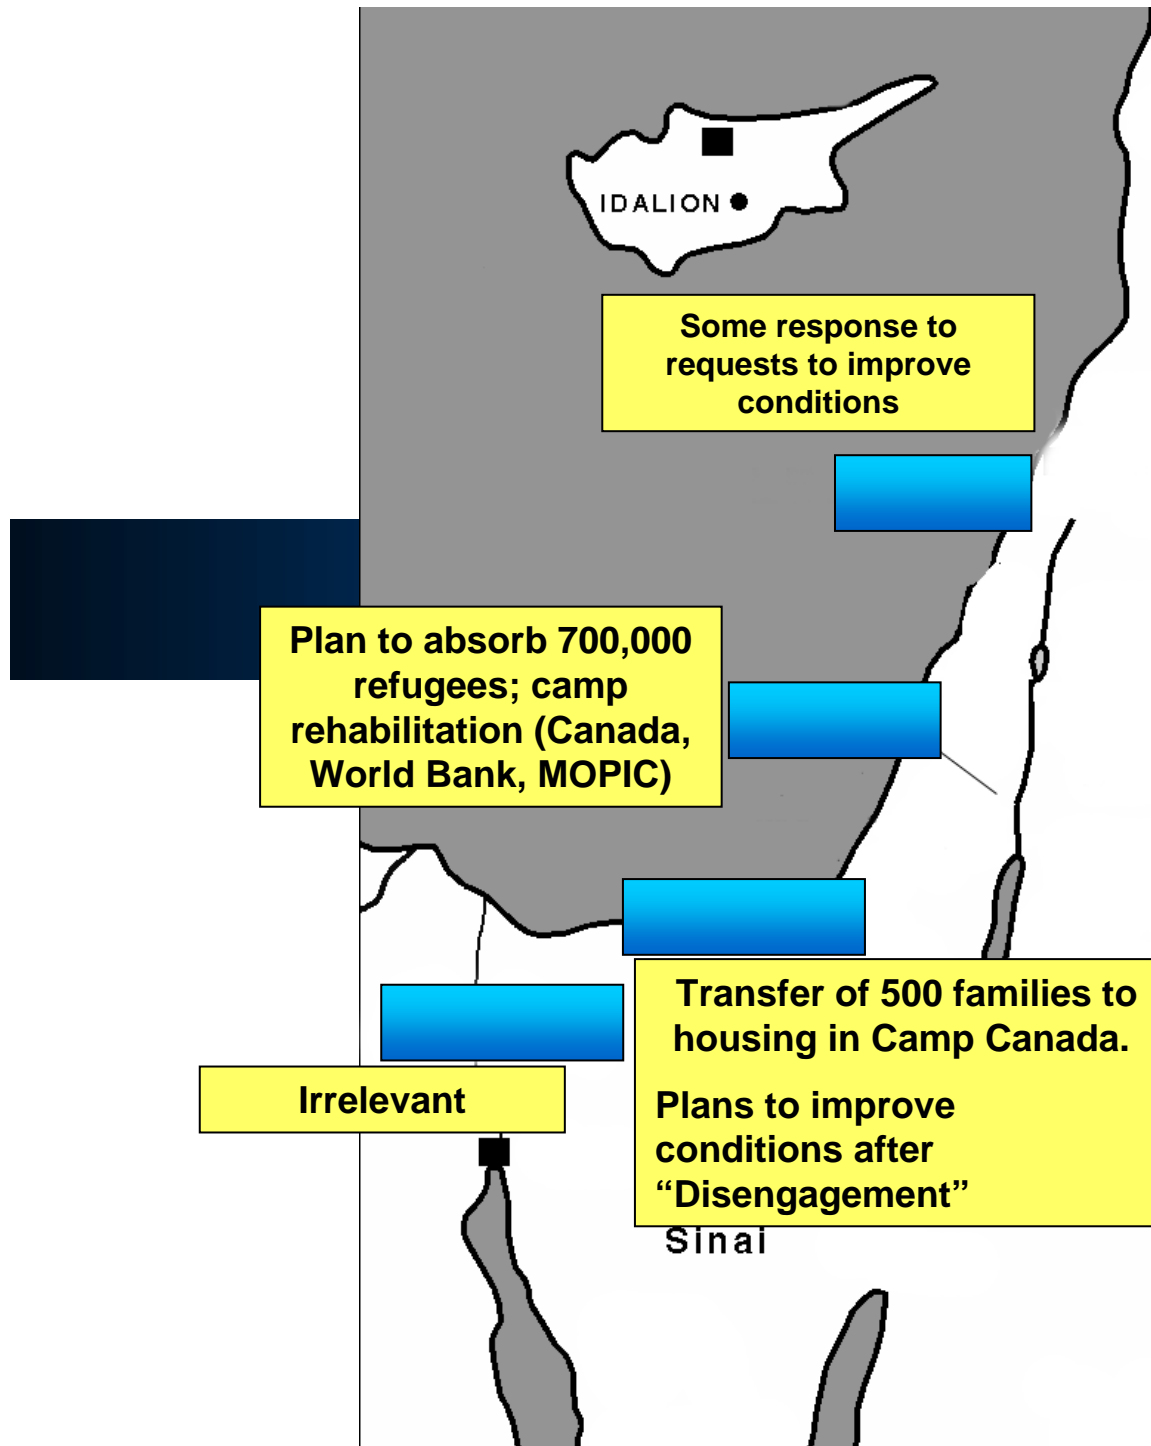 IDALION
Some response to
requests to improve
conditions
Plan to absorb 700,000
refugees; camp
rehabilitation (Canada,
World Bank, MOPIC)
Transfer of 500 families to
housing in Camp Canada.
Plans to improve
conditions after
“Disengagement”
Irrelevant
Sinai